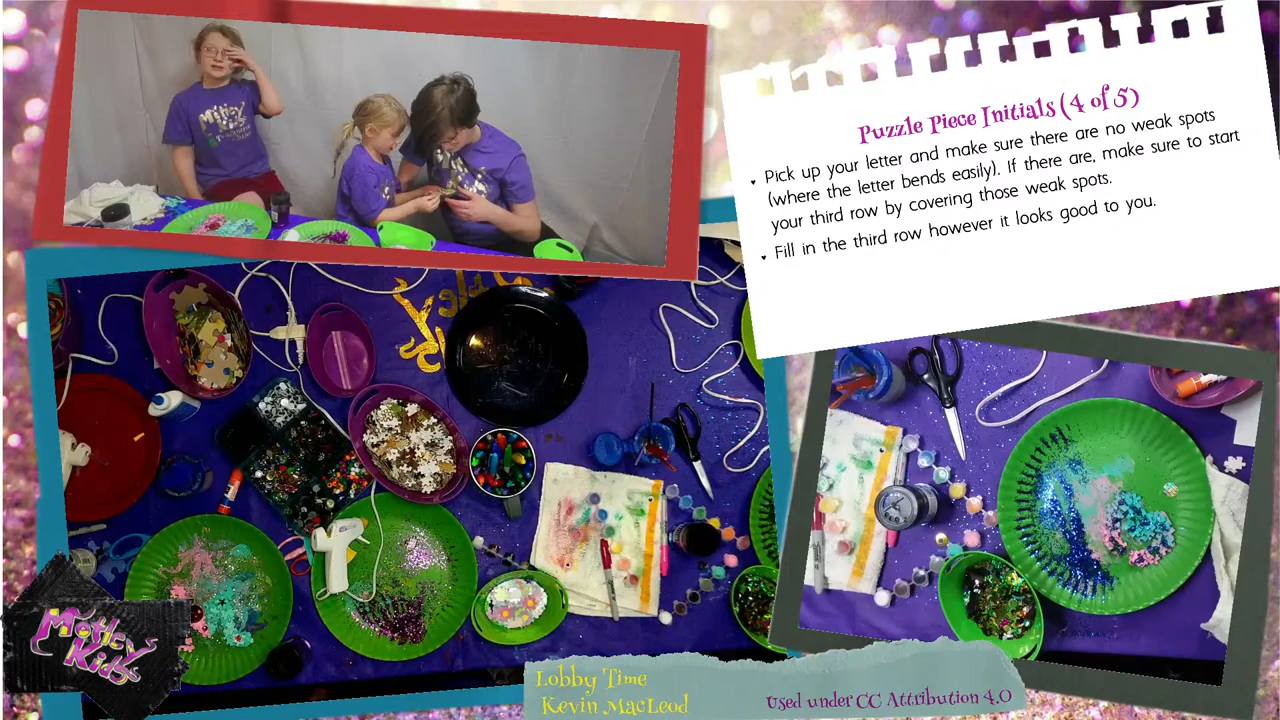 Puzzle Piece Initials (4 of 5)
Pick up your letter and make sure there are no weak spots
(where the letter bends easily). If there are, make sure to start
your third row by covering those weak spots.
Fill in the third row however it looks good to you.
Motley
Kids
Motley
Kids
Lobby Time
Kevin MacLeod
Used under CC Attribution 4.0